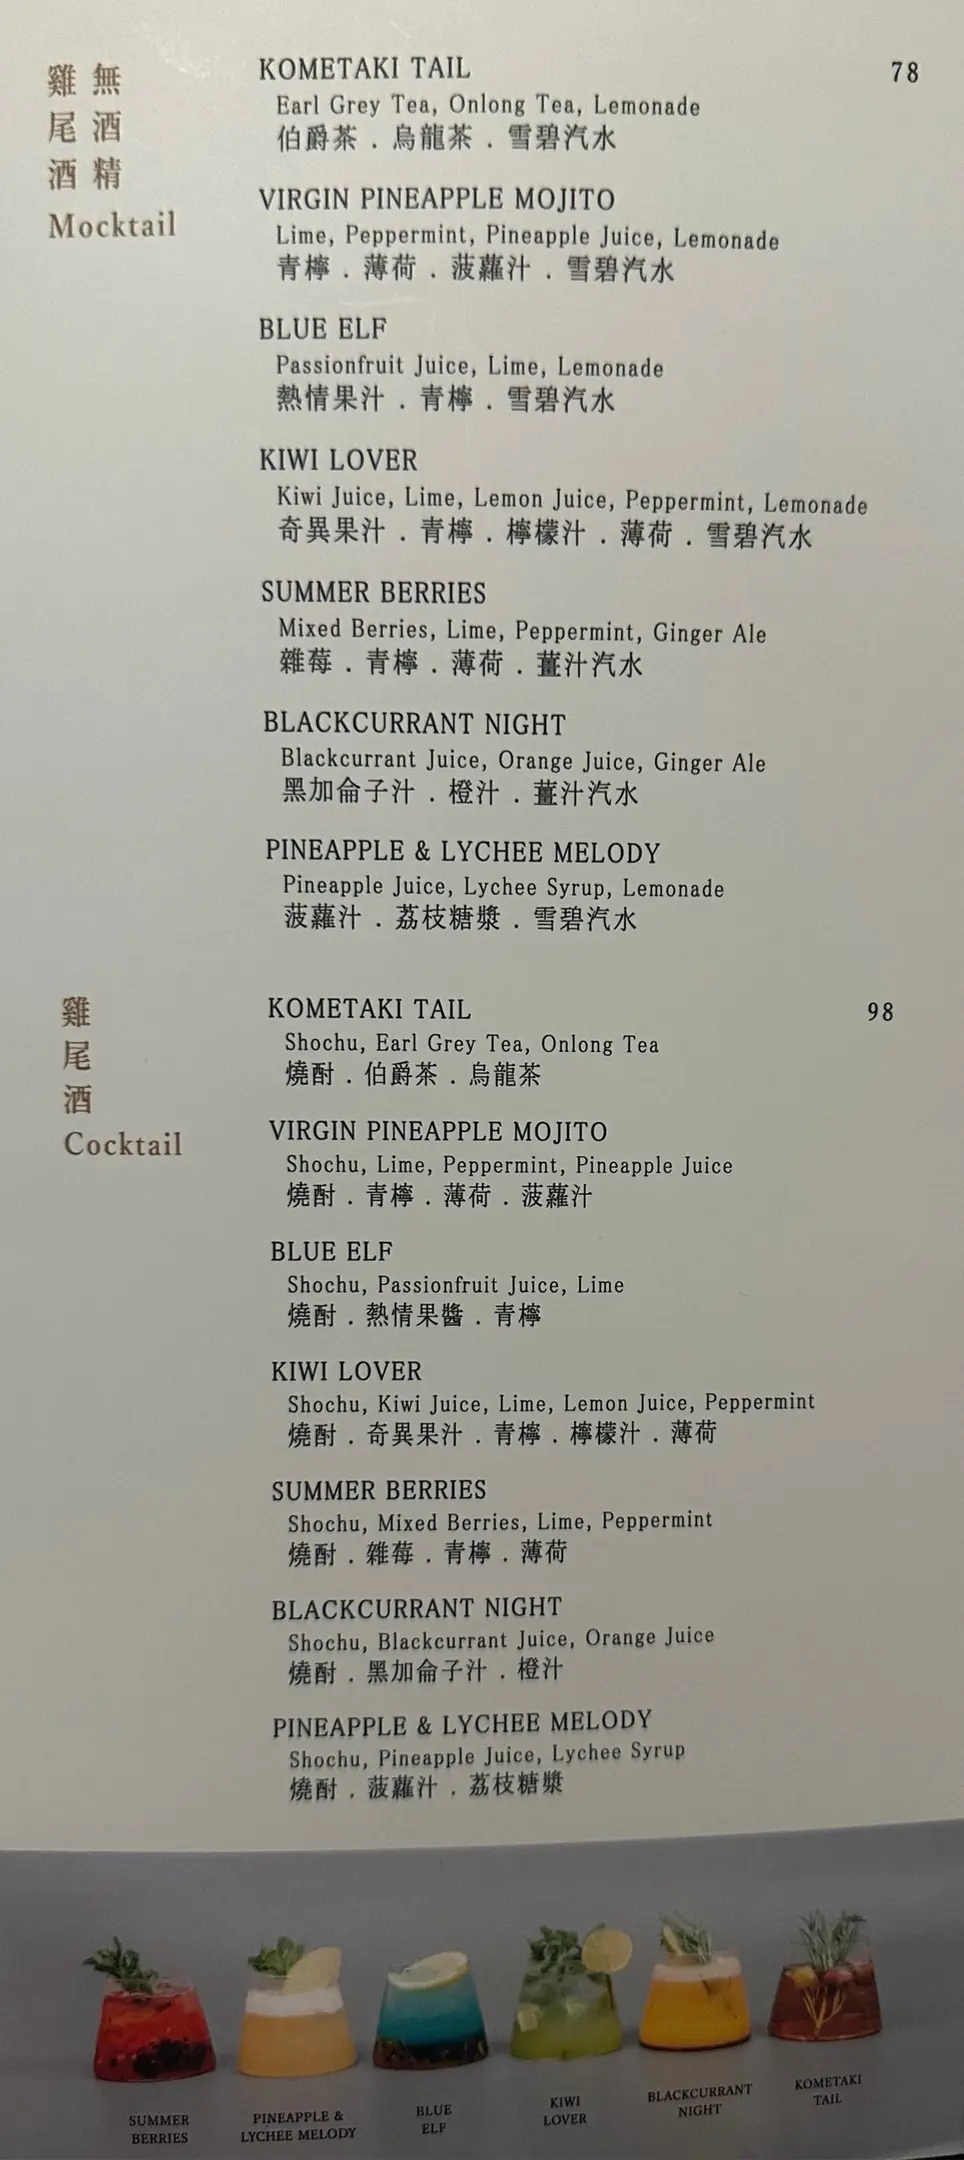 無酒精
雞尾酒
Mocktail
KOMETAKI TAIL 78
Earl Grey Tea, Onlong Tea, Lemonade
伯爵茶 . 烏龍茶 . 雪碧汽水
VIRGIN PINEAPPLE MOJITO
Lime, Peppermint, Pineapple Juice, Lemonade
青檸 . 薄荷 . 菠蘿汁 . 雪碧汽水
BLUE ELF
Passionfruit Juice, Lime, Lemonade
熱情果汁 . 青檸 . 雪碧汽水
KIWI LOVER
Kiwi Juice, Lime, Lemon Juice, Peppermint, Lemonade
奇異果汁 . 青檸 . 檸檬汁 . 薄荷 . 雪碧汽水
SUMMER BERRIES
Mixed Berries, Lime, Peppermint, Ginger Ale
雜莓 . 青檸 . 薄荷 . 薑汁汽水
BLACKCURRANT NIGHT
Blackcurrant Juice, Orange Juice, Ginger Ale
黑加侖子汁 . 橙汁 . 薑汁汽水
PINEAPPLE & LYCHEE MELODY
Pineapple Juice, Lychee Syrup, Lemonade
菠蘿汁 . 荔枝糖漿 . 雪碧汽水
雞尾酒
Cocktail
KOMETAKI TAIL 98
Shochu, Earl Grey Tea, Onlong Tea
燒酎 . 伯爵茶 . 烏龍茶
VIRGIN PINEAPPLE MOJITO
Shochu, Lime, Peppermint, Pineapple Juice
燒酎 . 青檸 . 薄荷 . 菠蘿汁
BLUE ELF
Shochu, Passionfruit Juice, Lime
燒酎 . 熱情果醬 . 青檸
KIWI LOVER
Shochu, Kiwi Juice, Lime, Lemon Juice, Peppermint
燒酎 . 奇異果汁 . 青檸 . 檸檬汁 . 薄荷
SUMMER BERRIES
Shochu, Mixed Berries, Lime, Peppermint
燒酎 . 雜莓 . 青檸 . 薄荷
BLACKCURRANT NIGHT
Shochu, Blackcurrant Juice, Orange Juice
燒酎 . 黑加侖子汁 . 橙汁
PINEAPPLE & LYCHEE MELODY
Shochu, Pineapple Juice, Lychee Syrup
燒酎 . 菠蘿汁 . 荔枝糖漿
SUMMER
BERRIES
PINEAPPLE &
LYCHEE MELODY
BLUE
ELF
KIWI
LOVER
BLACKCURRANT
NIGHT
KOMETAKI
TAIL